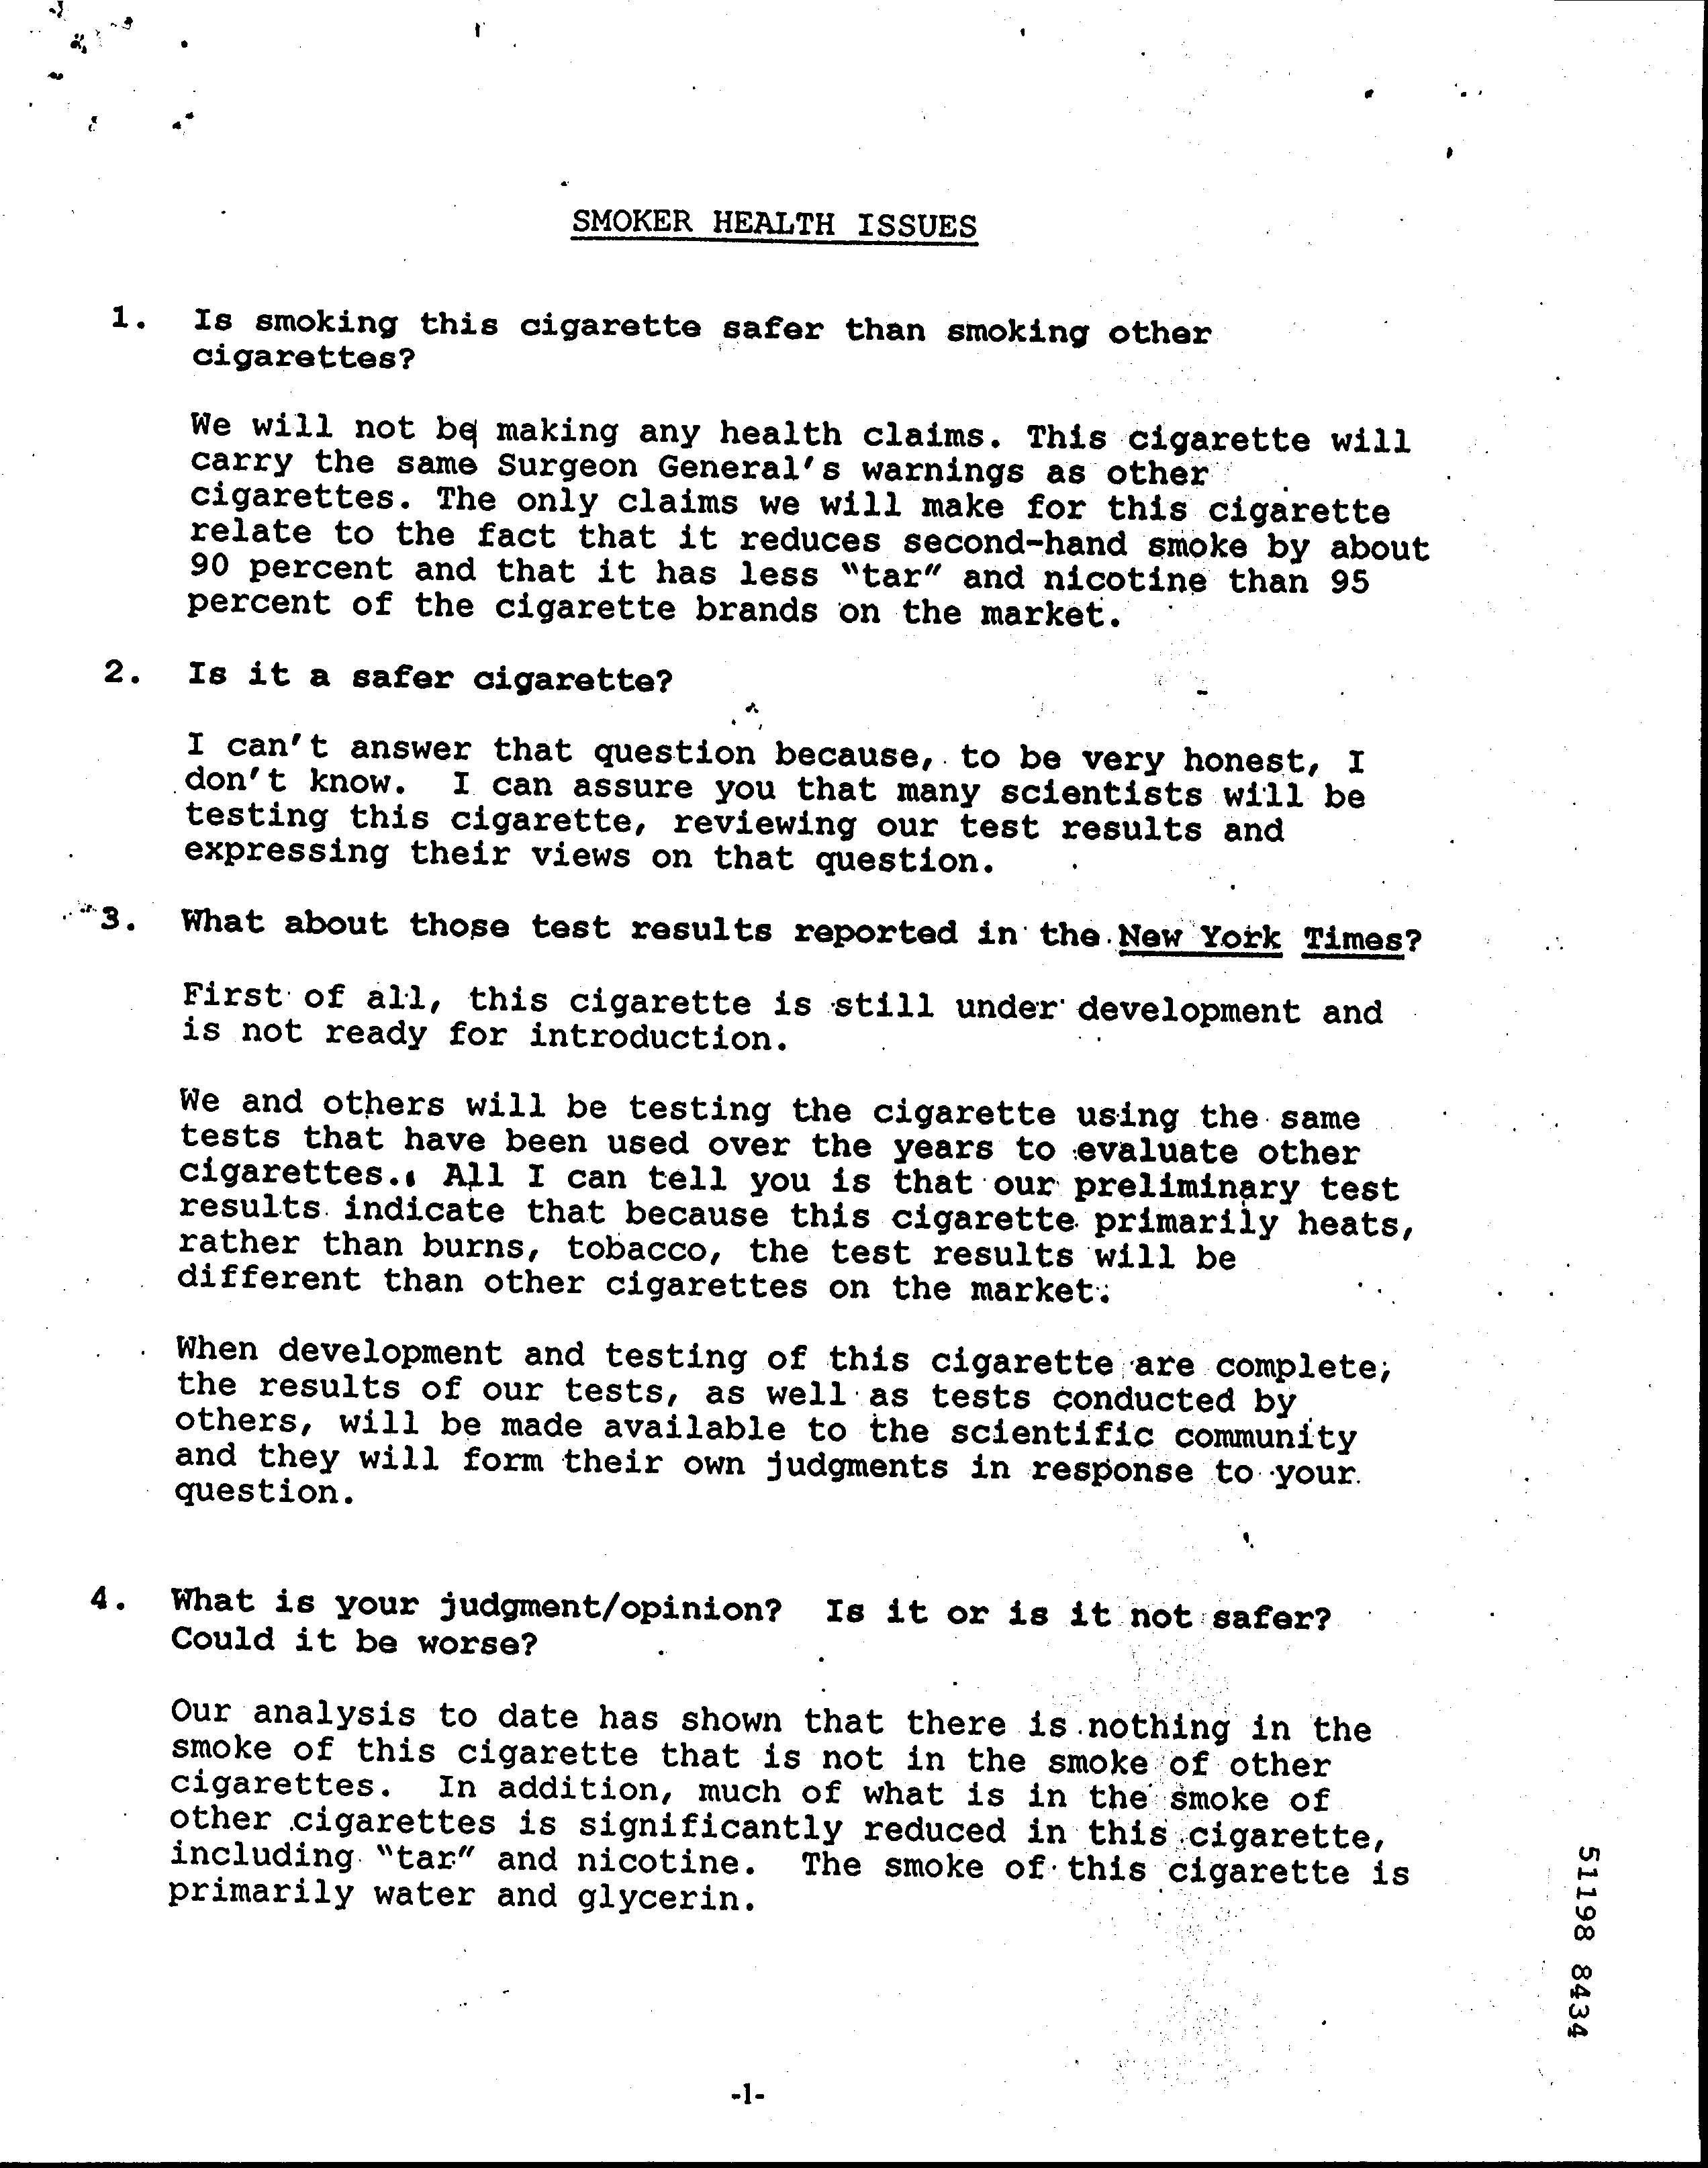 SMOKER HEALTH ISSUES
1. Is smoking this cigarette safer than smoking other
cigarettes?
We will not be making any health claims. This cigarette will
carry the same Surgeon General's warnings as other
cigarettes. The only claims we will make for this cigarette
relate to the fact that it reduces second-hand smoke by about
90 percent and that it has less "tar" and nicotine than 95
percent of the cigarette brands on the market.
2. Is it a safer cigarette?
I can't answer that question because, to be very honest, I
don't know. I can assure you that many scientists will be
testing this cigarette, reviewing our test results and
expressing their views on that question.
3. What about those test results reported in the New York Times?
First of all, this cigarette is still under development and
is not ready for introduction.
We and others will be testing the cigarette using the same
tests that have been used over the years to evaluate other
cigarettes. All I can tell you is that our preliminary test
results indicate that because this cigarette primarily heats,
rather than burns, tobacco, the test results will be
different than other cigarettes on the market.
When development and testing of this cigarette are complete,
the results of our tests, as well as tests conducted by
others, will be made available to the scientific community
and they will form their own judgments in response to your
question.
4. What is your judgment/opinion? Is it or is it not safer?
Could it be worse?
Our analysis to date has shown that there is nothing in the
smoke of this cigarette that is not in the smoke of other
cigarettes. In addition, much of what is in the smoke of
other cigarettes is significantly reduced in this cigarette,
including "tar" and nicotine. The smoke of this cigarette is
primarily water and glycerin.
51198 8434
-1-